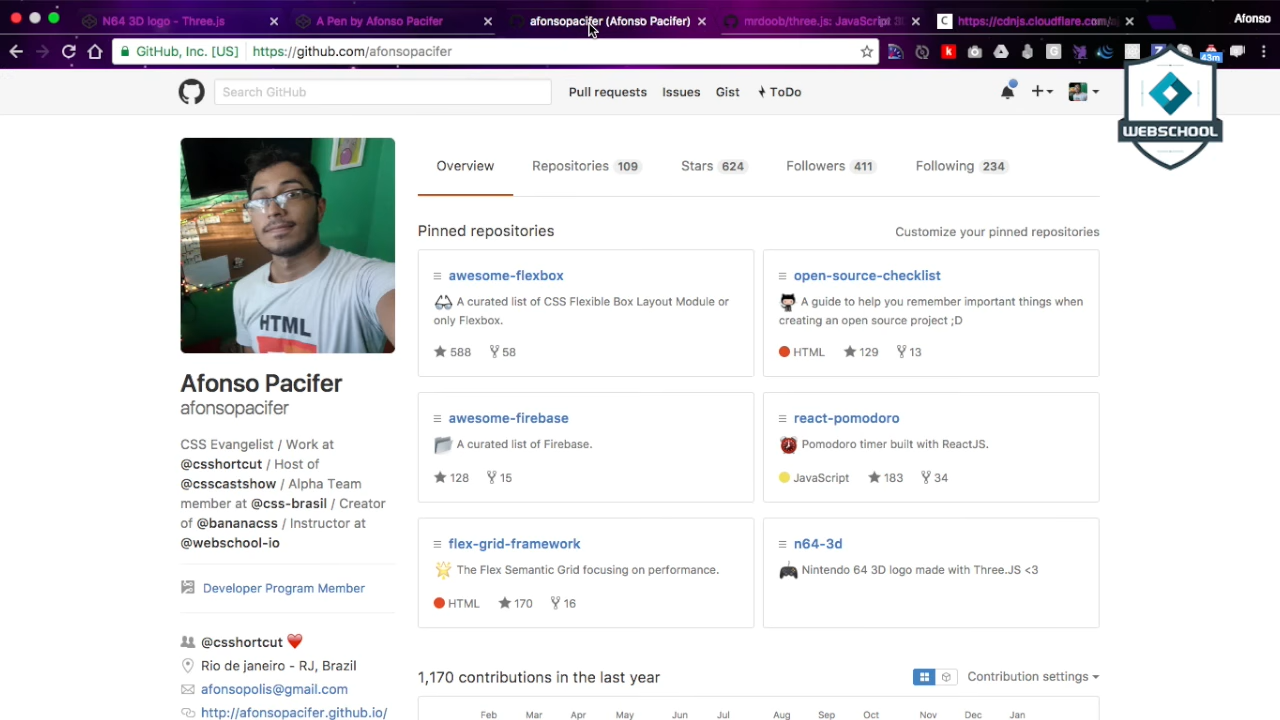 N64 3D logo - Three.js
A Pen by Afonso Pacifer
afonsopacifer (Afonso Pacifer)
mrdoob/three.js: JavaScript 3
https://cdnjs.cloudflare.com/a
Afonso
GitHub, Inc. [US]
https://github.com/afonsopacifer
43m
Search GitHub
Pull requests
Issues
Gist
ToDo
WEBSCHOOL
Overview
Repositories 109
Stars 624
Followers 411
Following 234
Pinned repositories
Customize your pinned repositories
awesome-flexbox
A curated list of CSS Flexible Box Layout Module or
only Flexbox.
588 58
open-source-checklist
A guide to help you remember important things when
creating an open source project ;D
HTML 129 13
awesome-firebase
A curated list of Firebase.
128 15
react-pomodoro
Pomodoro timer built with ReactJS.
JavaScript 183 34
flex-grid-framework
The Flex Semantic Grid focusing on performance.
HTML 170 16
n64-3d
Nintendo 64 3D logo made with Three.JS <3
HTML
Afonso Pacifer
afonsopacifer
CSS Evangelist / Work at
@csshortcut / Host of
@csscastshow / Alpha Team
member at @css-brasil / Creator
of @bananacss / Instructor at
@webschool-io
Developer Program Member
@csshortcut
Rio de janeiro - RJ, Brazil
afonsopolis@gmail.com
http://afonsopacifer.github.io/
1,170 contributions in the last year
Contribution settings
Feb Mar Apr May Jun Jul Aug Sep Oct Nov Dec Jan